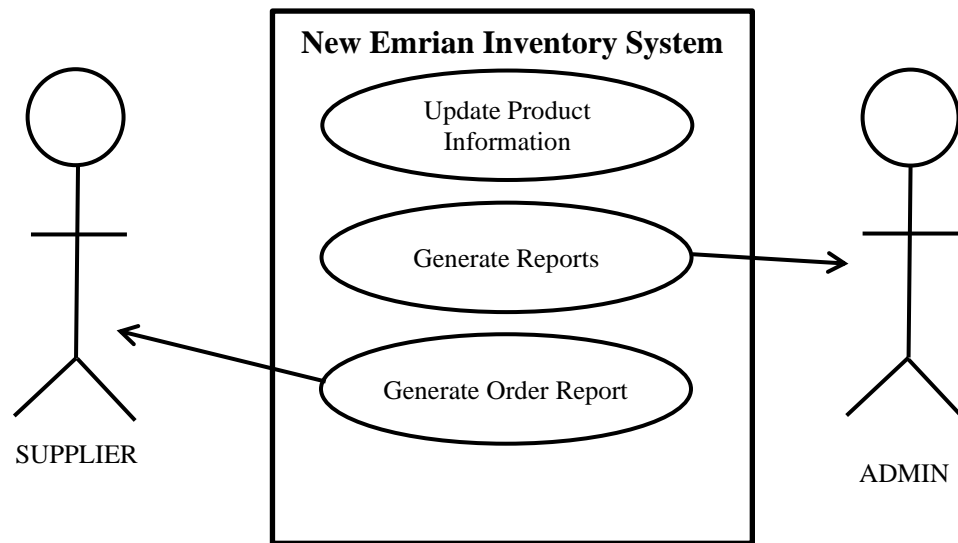 New Emrian Inventory System
Update Product
Information
Generate Reports
Generate Order Report
SUPPLIER
ADMIN